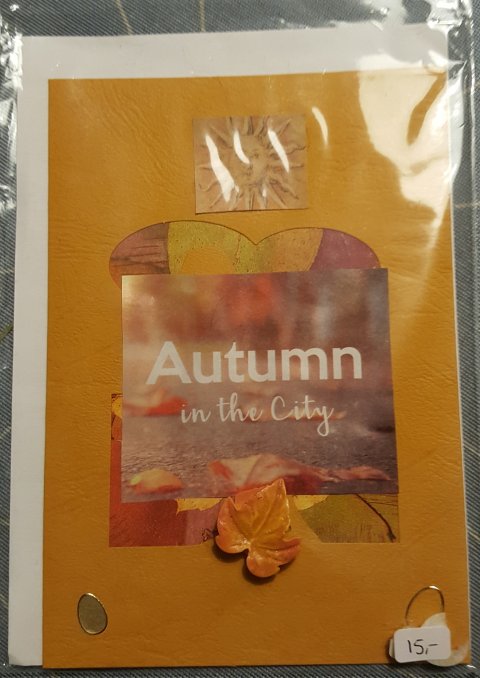 Autumn
in the City
15,-